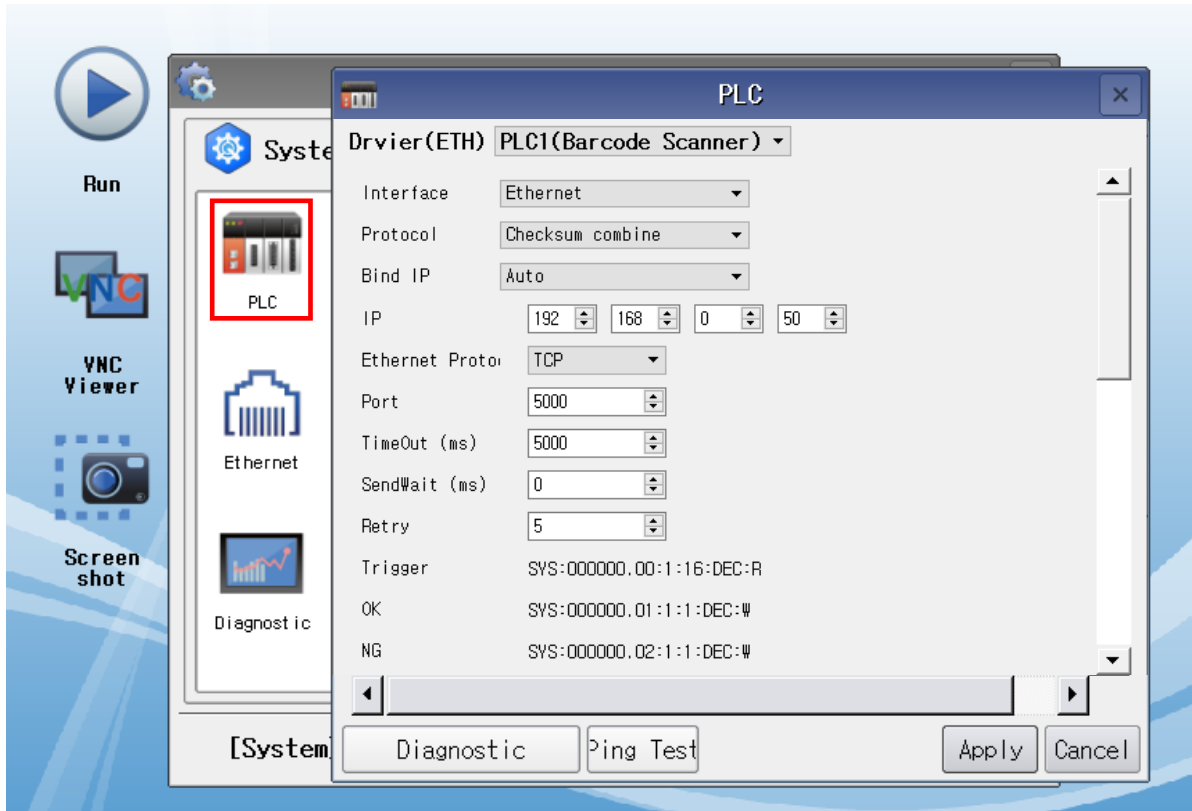 PLC
Drvier(ETH) PLC1(Barcode Scanner)
Syste
Run
Interface Ethernet
Protocol Checksum combine
Bind IP Auto
PLC
IP 192 168 0 50
VNC
VNC
Viewer
Ethernet Proto TCP
Port 5000
TimeOut (ms) 5000
Ethernet
SendWait (ms) 0
Retry 5
Screen
shot
Trigger SYS:000000.00:1:16:DEC:R
OK SYS:000000.01:1:1:DEC:W
Diagnostic
NG SYS:000000.02:1:1:DEC:W
[System]
Diagnostic Ping Test Apply Cancel